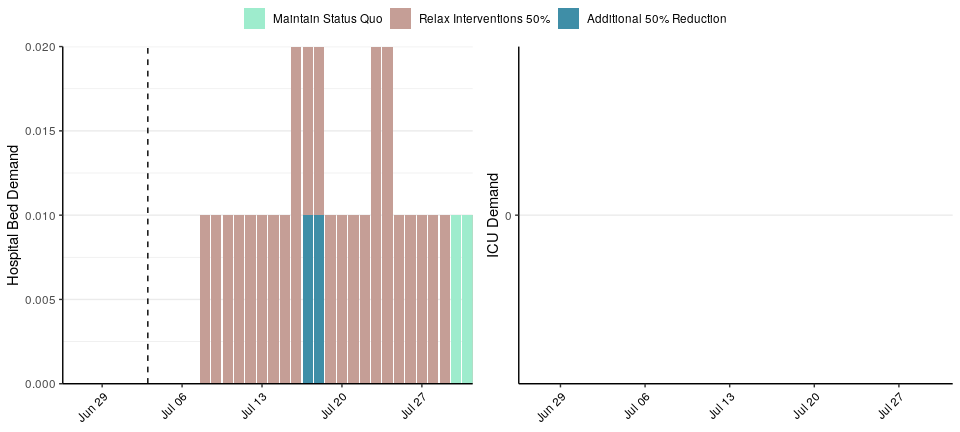 Maintain Status Quo Relax Interventions 50% Additional 50% Reduction
Hospital Bed Demand
0.020
0.015
0.010
0.005
0.000
Jun 29 Jul 06 Jul 13 Jul 20 Jul 27
ICU Demand
0
Jun 29 Jul 06 Jul 13 Jul 20 Jul 27